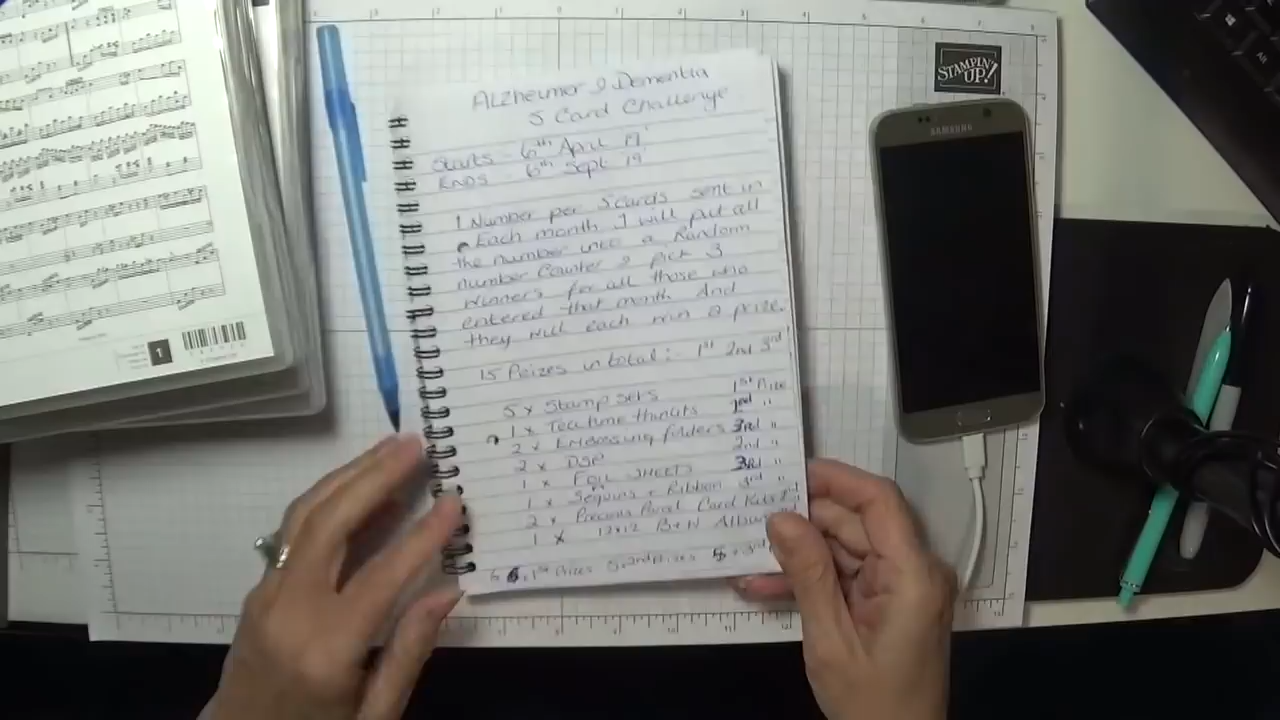 Alzheimer & Dementia
5 Card Challenge
Starts - 6th April 19'
Ends - 6th Sept 19'
1 Number per 5 cards sent in
Each month I will put all
the number into a Random
number Counter & pick 3
Winners for all those who
entered that month And
they will each win a prize.
15 Prizes in total :- 1st 2nd 3rd
5 x Stamp sets 1st Prize
1 x Teatime thinlits "
2 x Embossing folders 3rd "
2 x DSP 2nd "
1 x FOIL SHEETS 3rd "
1 x Sequins & Ribbon 3rd "
2 x Precious Parcel Card Kits
1 x 12x12 B+W Album
1st Prizes 5, 2nd Prizes 3rd
STAMPIN' UP!
SAMSUNG
1
Alt